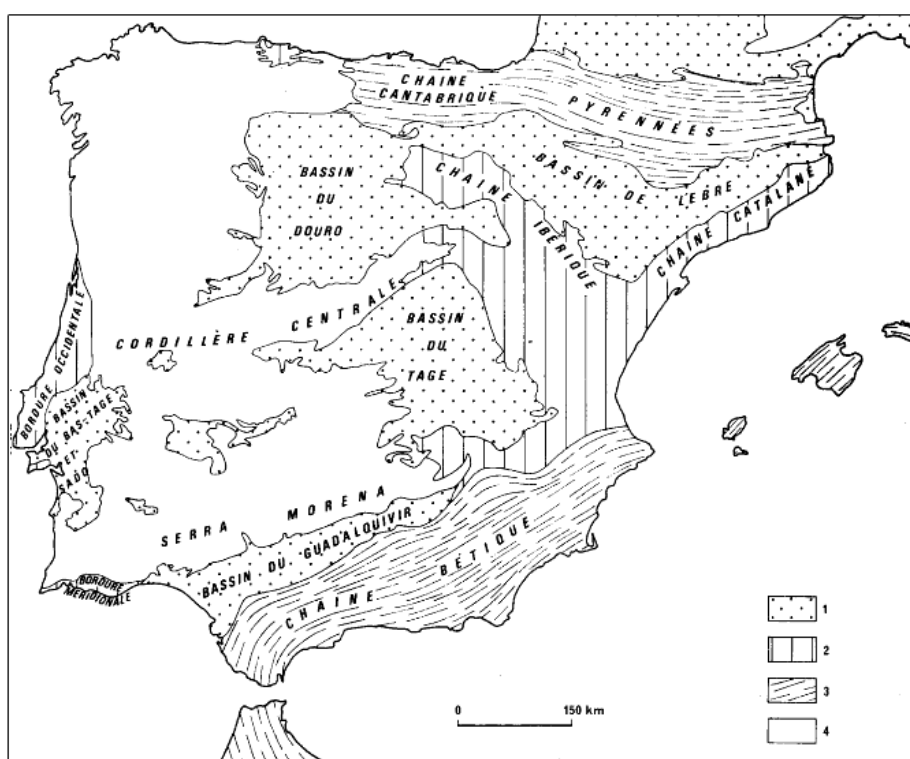 CHAINE
CANTABRIQUE
PYRENNÉES
BASSIN
DU
DOURO
CHAINE
IBERIQUE
BASSIN DE LEBRE
CHAINE CATALANE
CORDILLÈRE CENTRALE
BASSIN
DU
TAGE
BORDURE OCCIDENTALE
BASSIN
DU BAS-TAGE
ET
SADO
SERRA MORENA
BASSIN DU GUADALQUIVIR
CHAINE BÉTIQUE
BORDURE
MÉRIDIONALE
1
2
3
4
0 150 km